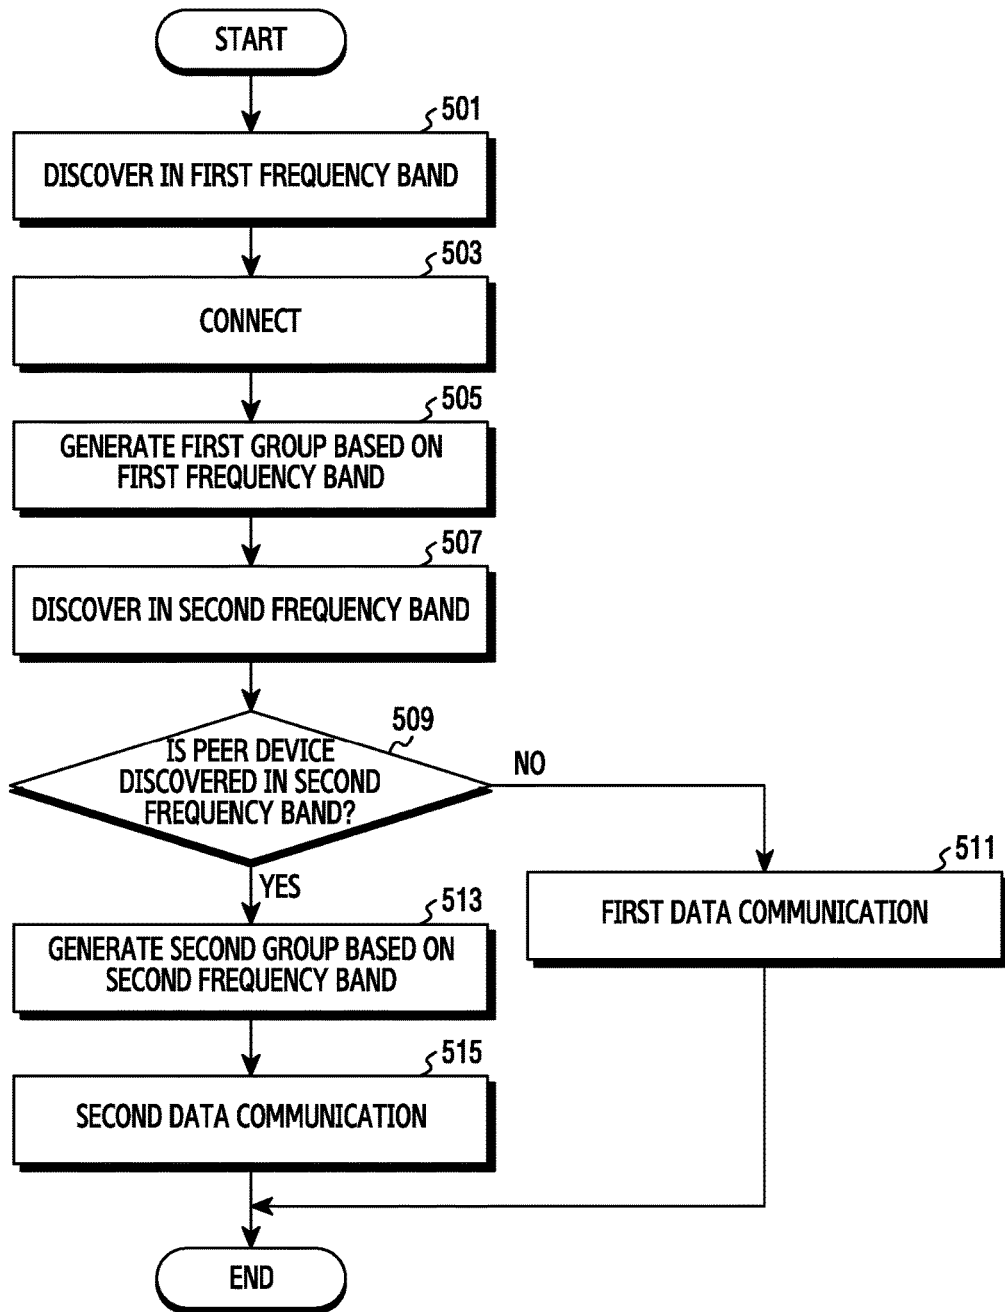 START
501
DISCOVER IN FIRST FREQUENCY BAND
503
CONNECT
505
GENERATE FIRST GROUP BASED ON
FIRST FREQUENCY BAND
507
DISCOVER IN SECOND FREQUENCY BAND
509
IS PEER DEVICE
DISCOVERED IN SECOND
FREQUENCY BAND?
NO
YES
511
FIRST DATA COMMUNICATION
513
GENERATE SECOND GROUP BASED ON
SECOND FREQUENCY BAND
515
SECOND DATA COMMUNICATION
END